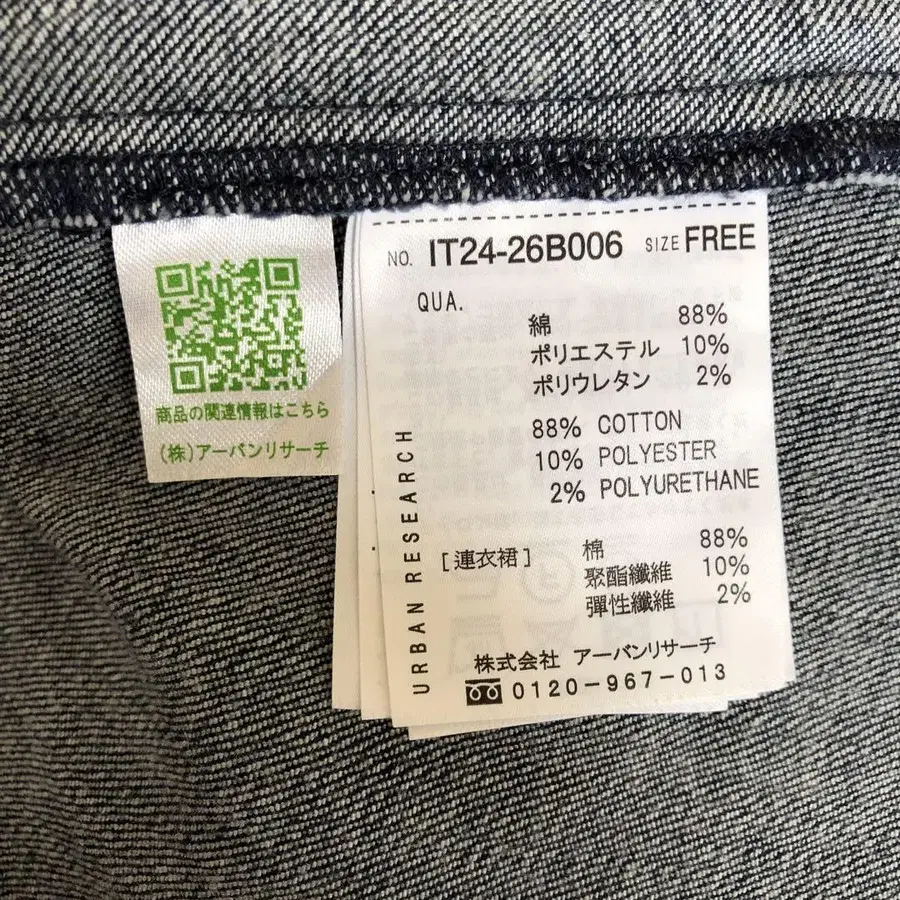 商品の関連情報はこちら
(株)アーバンリサーチ
NO. IT24-26B006 SIZE FREE
QUA.
綿 88%
ポリエステル 10%
ポリウレタン 2%
88% COTTON
10% POLYESTER
2% POLYURETHANE
[連衣裙] 棉 88%
聚酯纖維 10%
彈性纖維 2%
URBAN RESEARCH
株式会社 アーバンリサーチ
0120-967-013